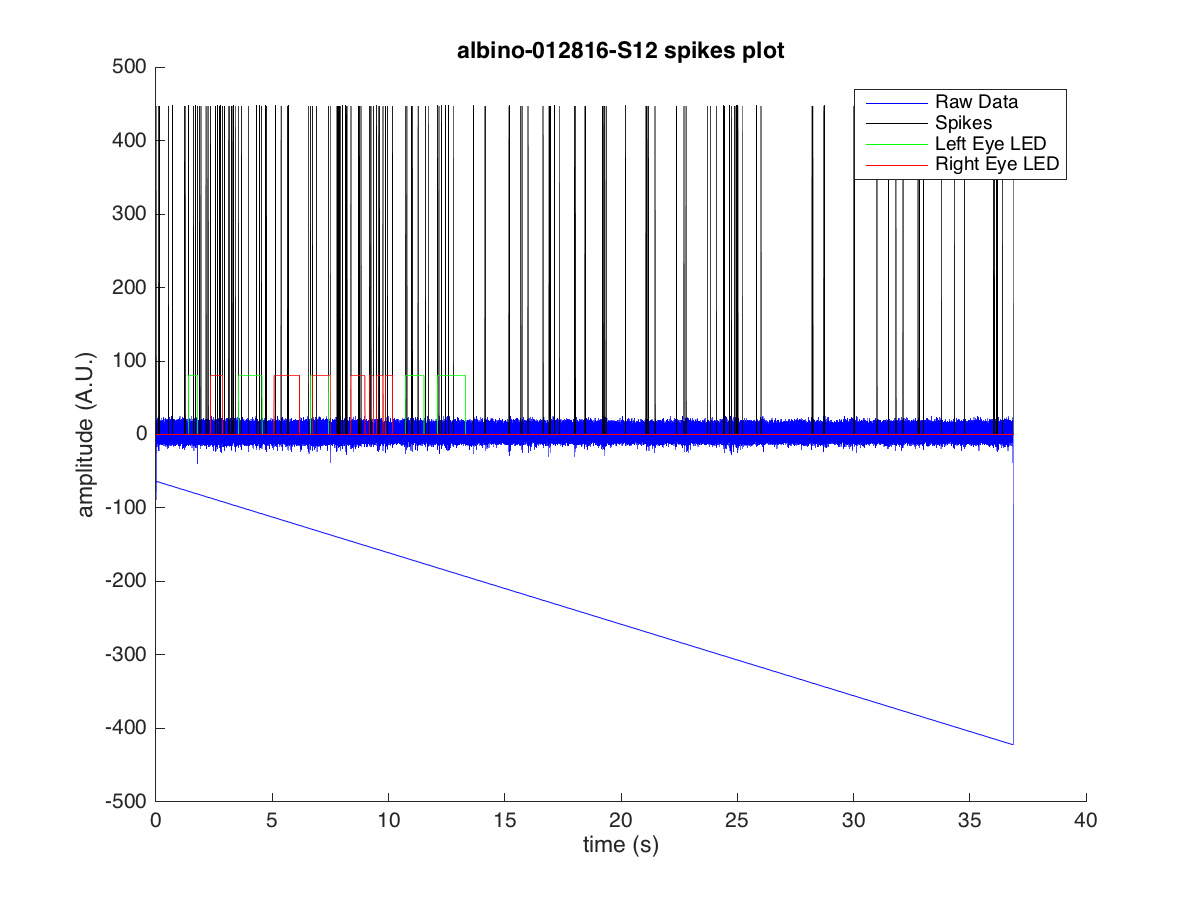 albino-012816-S12 spikes plot
500
400
300
200
100
0
-100
-200
-300
-400
-500
amplitude (A.U.)
Raw Data
Spikes
Left Eye LED
Right Eye LED
0 5 10 15 20 25 30 35 40
time (s)